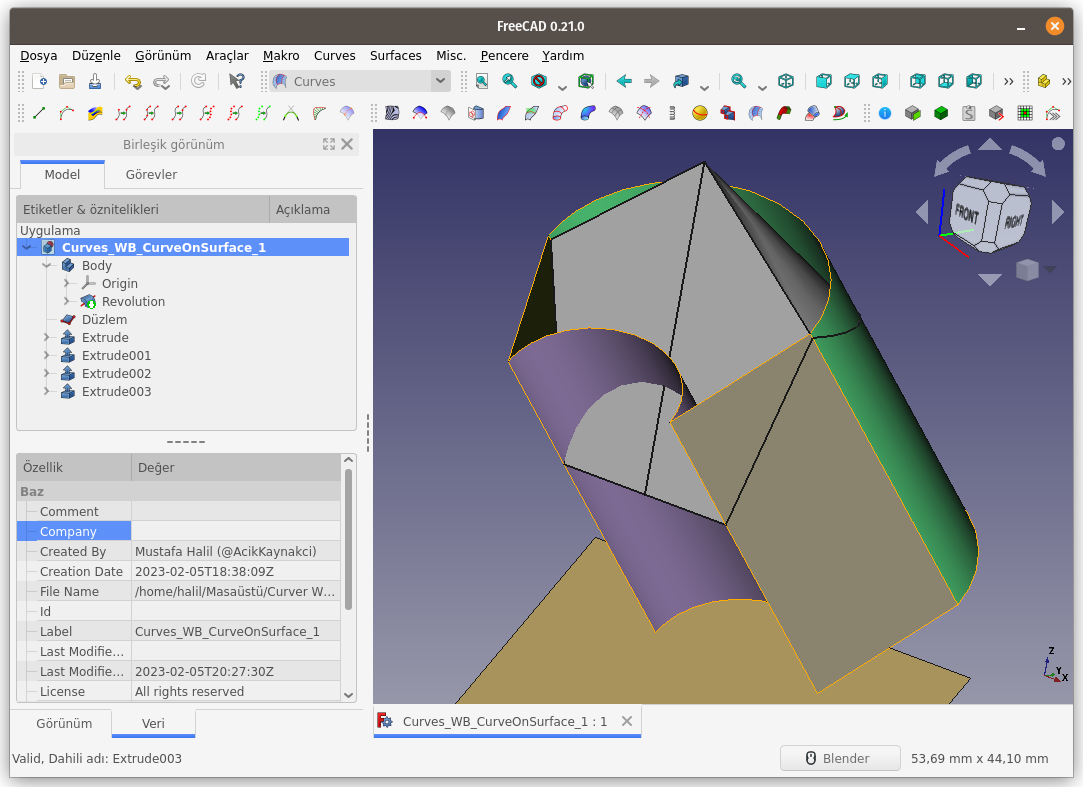 FreeCAD 0.21.0
Dosya Düzenle Görünüm Araçlar Makro Curves Surfaces Misc. Pencere Yardım
Curves
Birleşik görünüm
Model Görevler
Etiketler & öznitelikleri Açıklama
Uygulama
Curves_WB_CurveOnSurface_1
Body
Origin
Revolution
Düzlem
Extrude
Extrude001
Extrude002
Extrude003
Özellik Değer
Baz
Comment
Company
Created By Mustafa Halil (@AcikKaynakci)
Creation Date 2023-02-05T18:38:09Z
File Name /home/halil/Masaüstü/Curver W...
Id
Label Curves_WB_CurveOnSurface_1
Last Modifie...
Last Modifie... 2023-02-05T20:27:30Z
License All rights reserved
Görünüm Veri
FRONT RIGHT
Z
Y
X
Curves_WB_CurveOnSurface_1 : 1
Valid, Dahili adı: Extrude003
Blender 53,69 mm x 44,10 mm